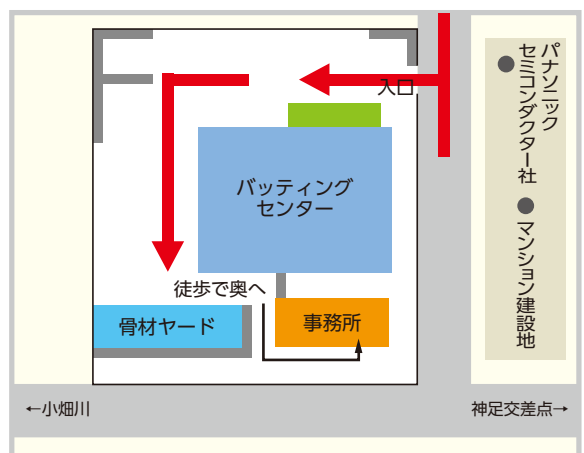 入口
パナソニック
セミコンダクター社
マンション建設地
バッティング
センター
徒歩で奥へ
骨材ヤード
事務所
←小畑川
神足交差点→